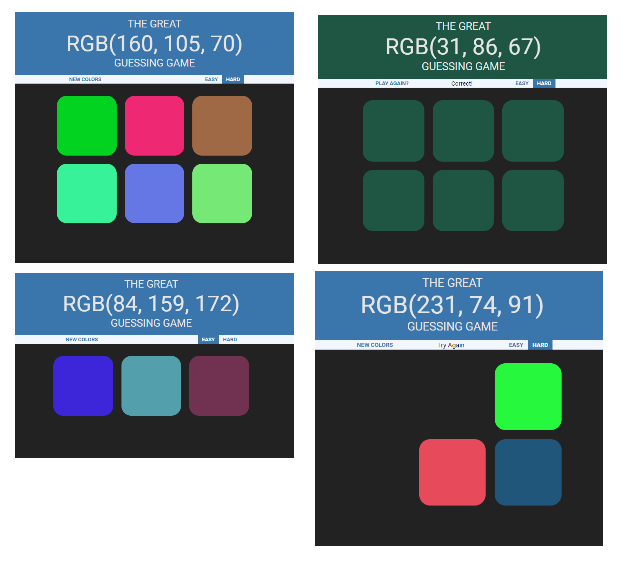 THE GREAT
RGB(160, 105, 70)
GUESSING GAME
NEW COLORS EASY HARD
THE GREAT
RGB(31, 86, 67)
GUESSING GAME
PLAY AGAIN? Correct! EASY HARD
THE GREAT
RGB(84, 159, 172)
GUESSING GAME
NEW COLORS EASY HARD
THE GREAT
RGB(231, 74, 91)
GUESSING GAME
NEW COLORS Try Again EASY HARD